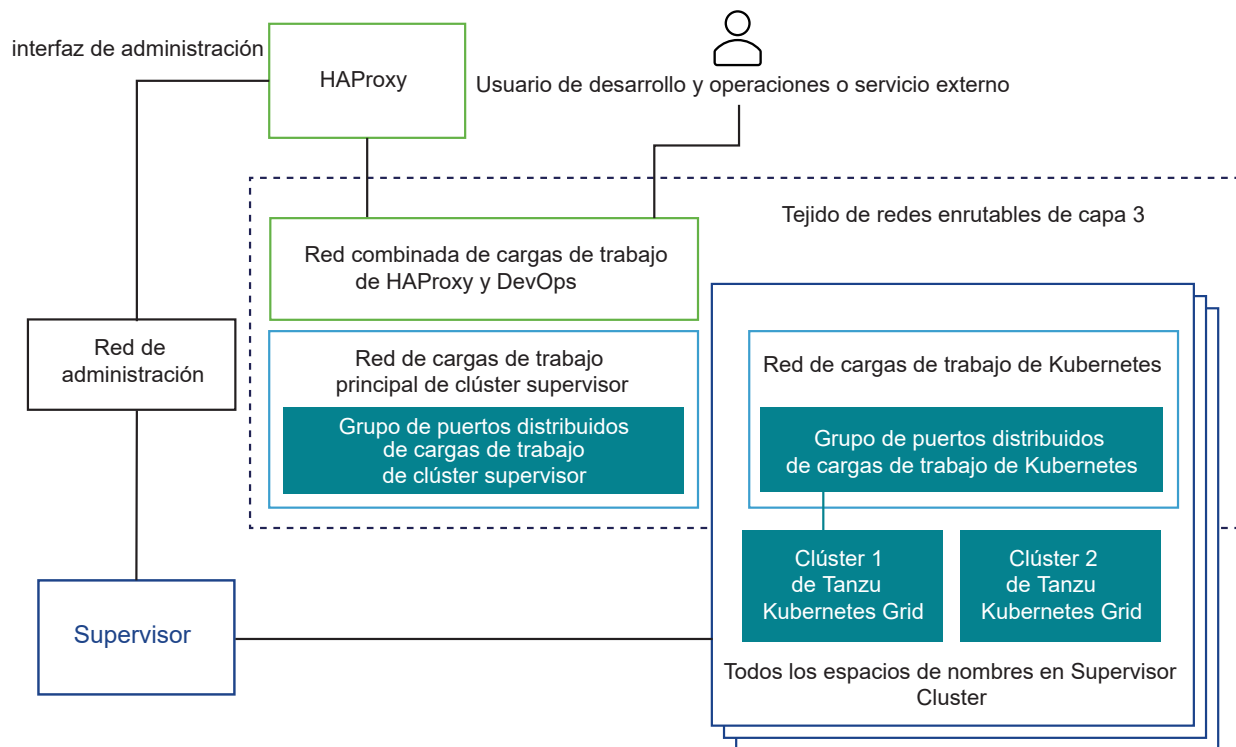 interfaz de administración
HAProxy
Usuario de desarrollo y operaciones o servicio externo
Tejido de redes enrutables de capa 3
Red combinada de cargas de trabajo
de HAProxy y DevOps
Red de
administración
Red de cargas de trabajo
principal de clúster supervisor
Grupo de puertos distribuidos
de cargas de trabajo
de clúster supervisor
Red de cargas de trabajo de Kubernetes
Grupo de puertos distribuidos
de cargas de trabajo de Kubernetes
Clúster 1
de Tanzu
Kubernetes Grid
Clúster 2
de Tanzu
Kubernetes Grid
Supervisor
Todos los espacios de nombres en Supervisor
Cluster